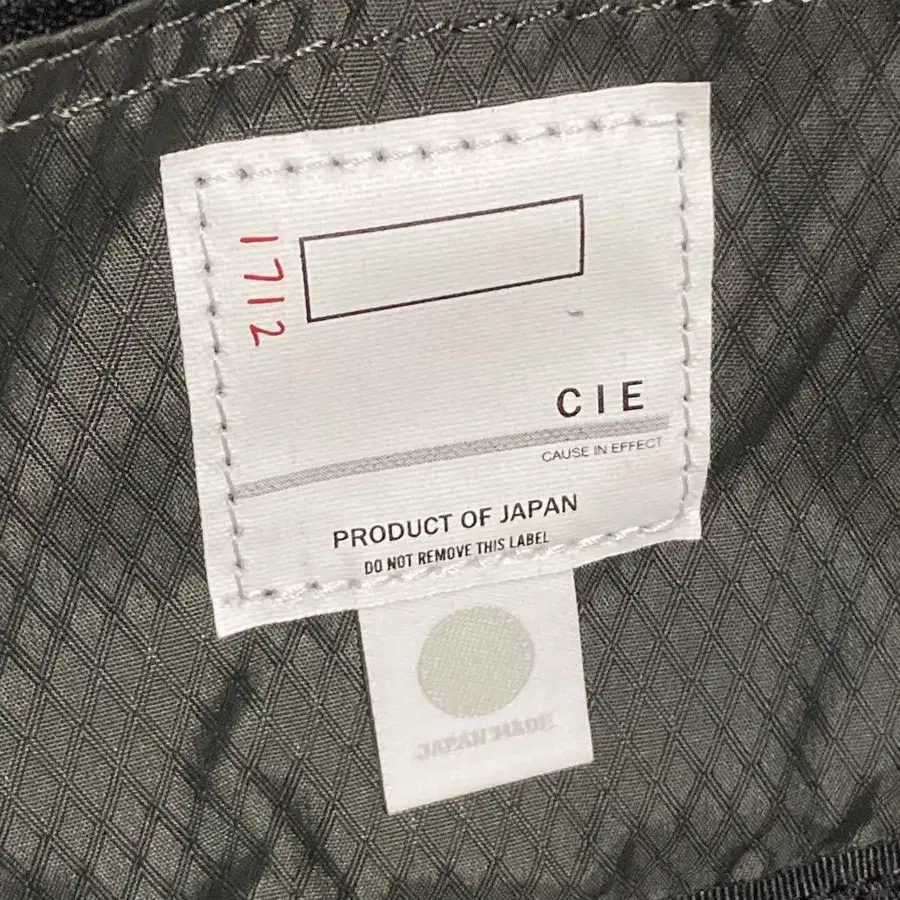 1712
CIE
CAUSE IN EFFECT
PRODUCT OF JAPAN
DO NOT REMOVE THIS LABEL
JAPAN MADE